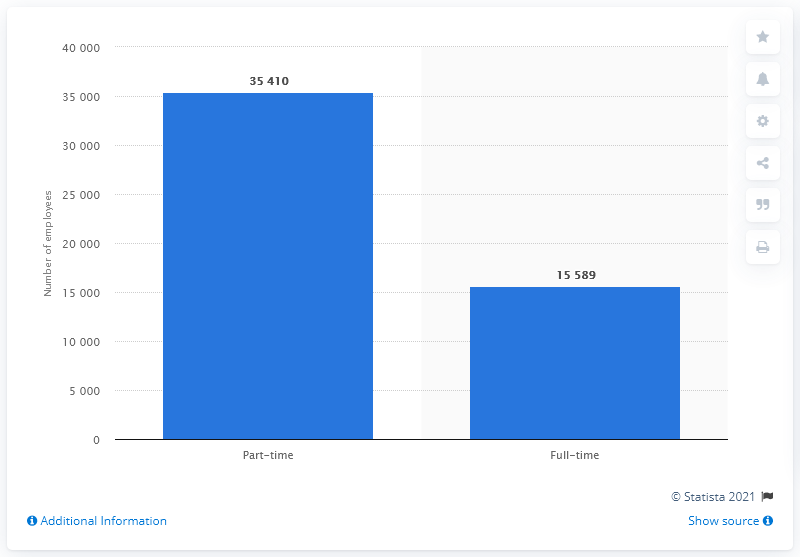 40 000
35 000
30 000
25 000
20 000
15 000
10 000
5 000
0
Number of employees
35 410
15 589
Part-time
Full-time
© Statista 2021
Additional Information
Show source